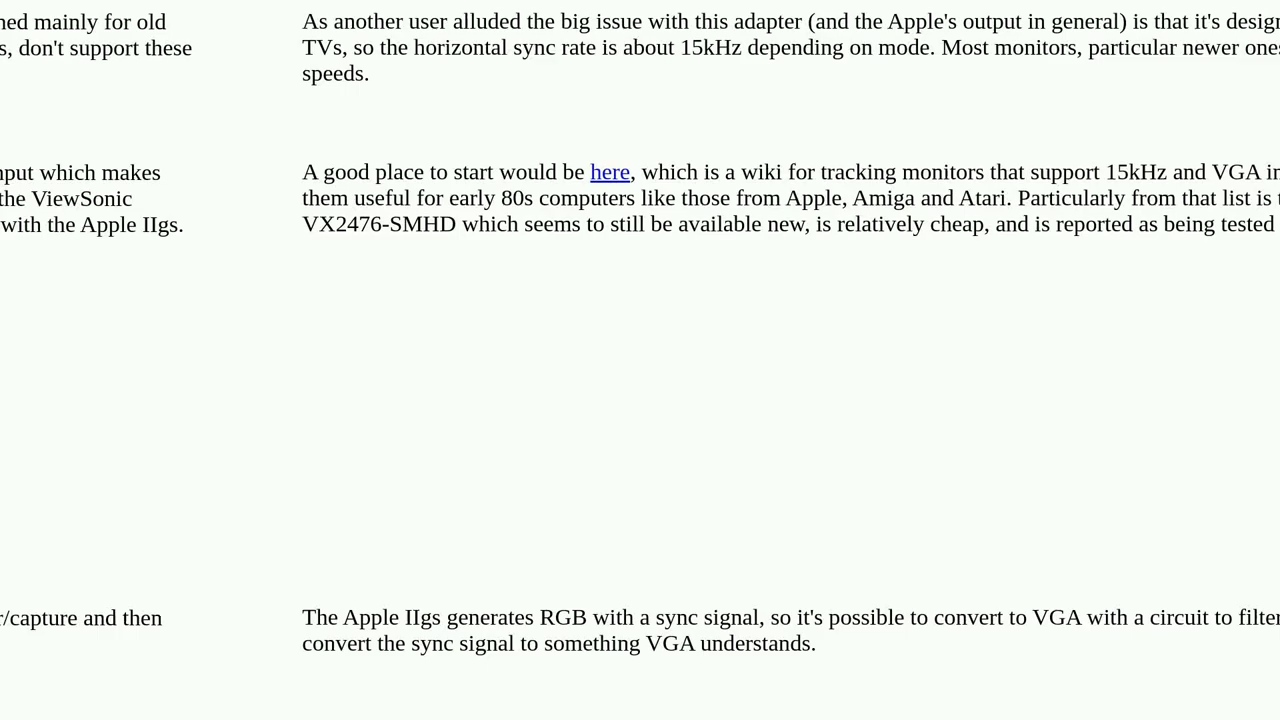 ned mainly for old
s, don't support these
nput which makes
the ViewSonic
with the Apple IIgs.
r/capture and then
As another user alluded the big issue with this adapter (and the Apple's output in general) is that it's design
TVs, so the horizontal sync rate is about 15kHz depending on mode. Most monitors, particular newer ones
speeds.
A good place to start would be here, which is a wiki for tracking monitors that support 15kHz and VGA in
them useful for early 80s computers like those from Apple, Amiga and Atari. Particularly from that list is t
VX2476-SMHD which seems to still be available new, is relatively cheap, and is reported as being tested
The Apple IIgs generates RGB with a sync signal, so it's possible to convert to VGA with a circuit to filter
convert the sync signal to something VGA understands.